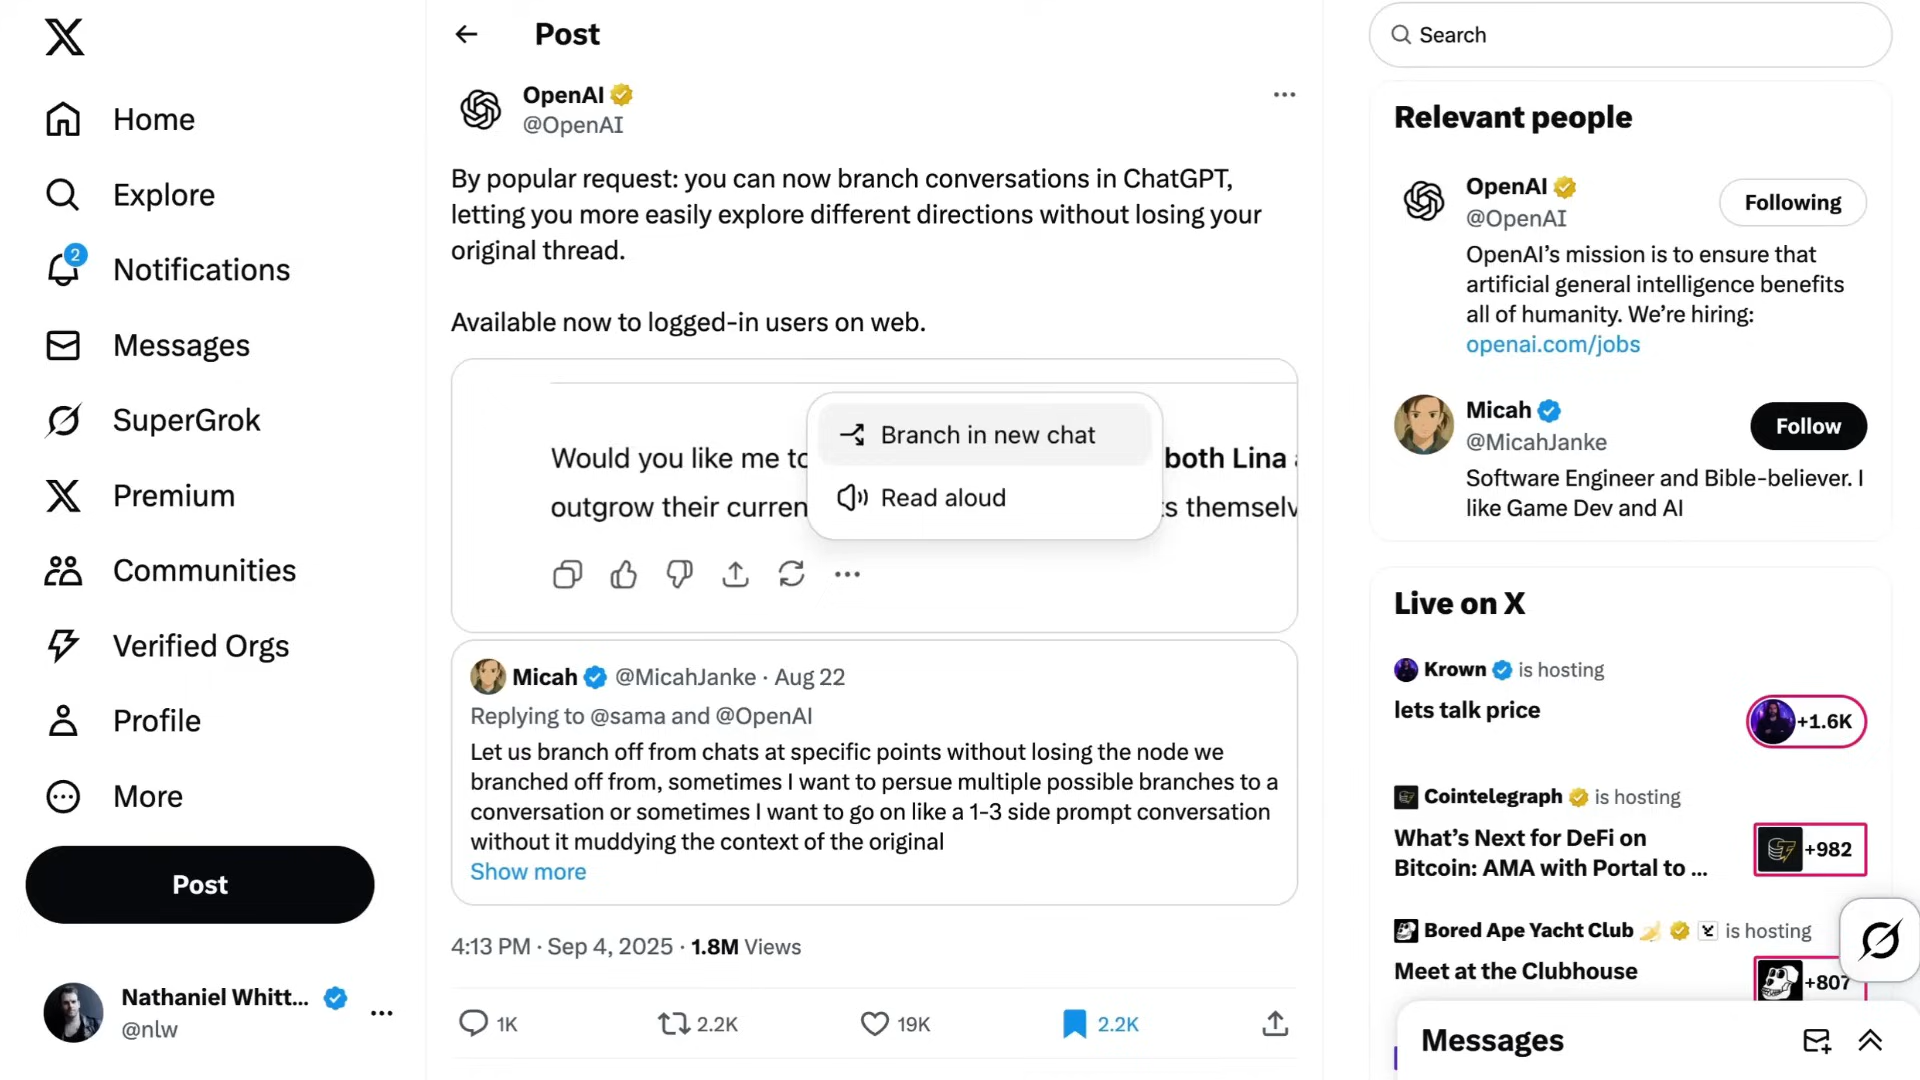 Home
Explore
2
Notifications
Messages
SuperGrok
Premium
Communities
Verified Orgs
Profile
More
Post
Nathaniel Whitt...
@nlw
Post
OpenAI
@OpenAI
By popular request: you can now branch conversations in ChatGPT,
letting you more easily explore different directions without losing your
original thread.
Available now to logged-in users on web.
Branch in new chat
Read aloud
Would you like me to both Lina
outgrow their curren s themselv
Micah @MicahJanke · Aug 22
Replying to @sama and @OpenAI
Let us branch off from chats at specific points without losing the node we
branched off from, sometimes I want to persue multiple possible branches to a
conversation or sometimes I want to go on like a 1-3 side prompt conversation
without it muddying the context of the original
Show more
4:13 PM · Sep 4, 2025 · 1.8M Views
1K
2.2K
19K
2.2K
Search
Relevant people
OpenAI
@OpenAI
Following
OpenAI’s mission is to ensure that
artificial general intelligence benefits
all of humanity. We’re hiring:
openai.com/jobs
Micah
@MicahJanke
Follow
Software Engineer and Bible-believer. I
like Game Dev and AI
Live on X
Krown is hosting
lets talk price
+1.6K
Cointelegraph is hosting
What’s Next for DeFi on
Bitcoin: AMA with Portal to ...
+982
Bored Ape Yacht Club is hosting
Meet at the Clubhouse
+807
Messages